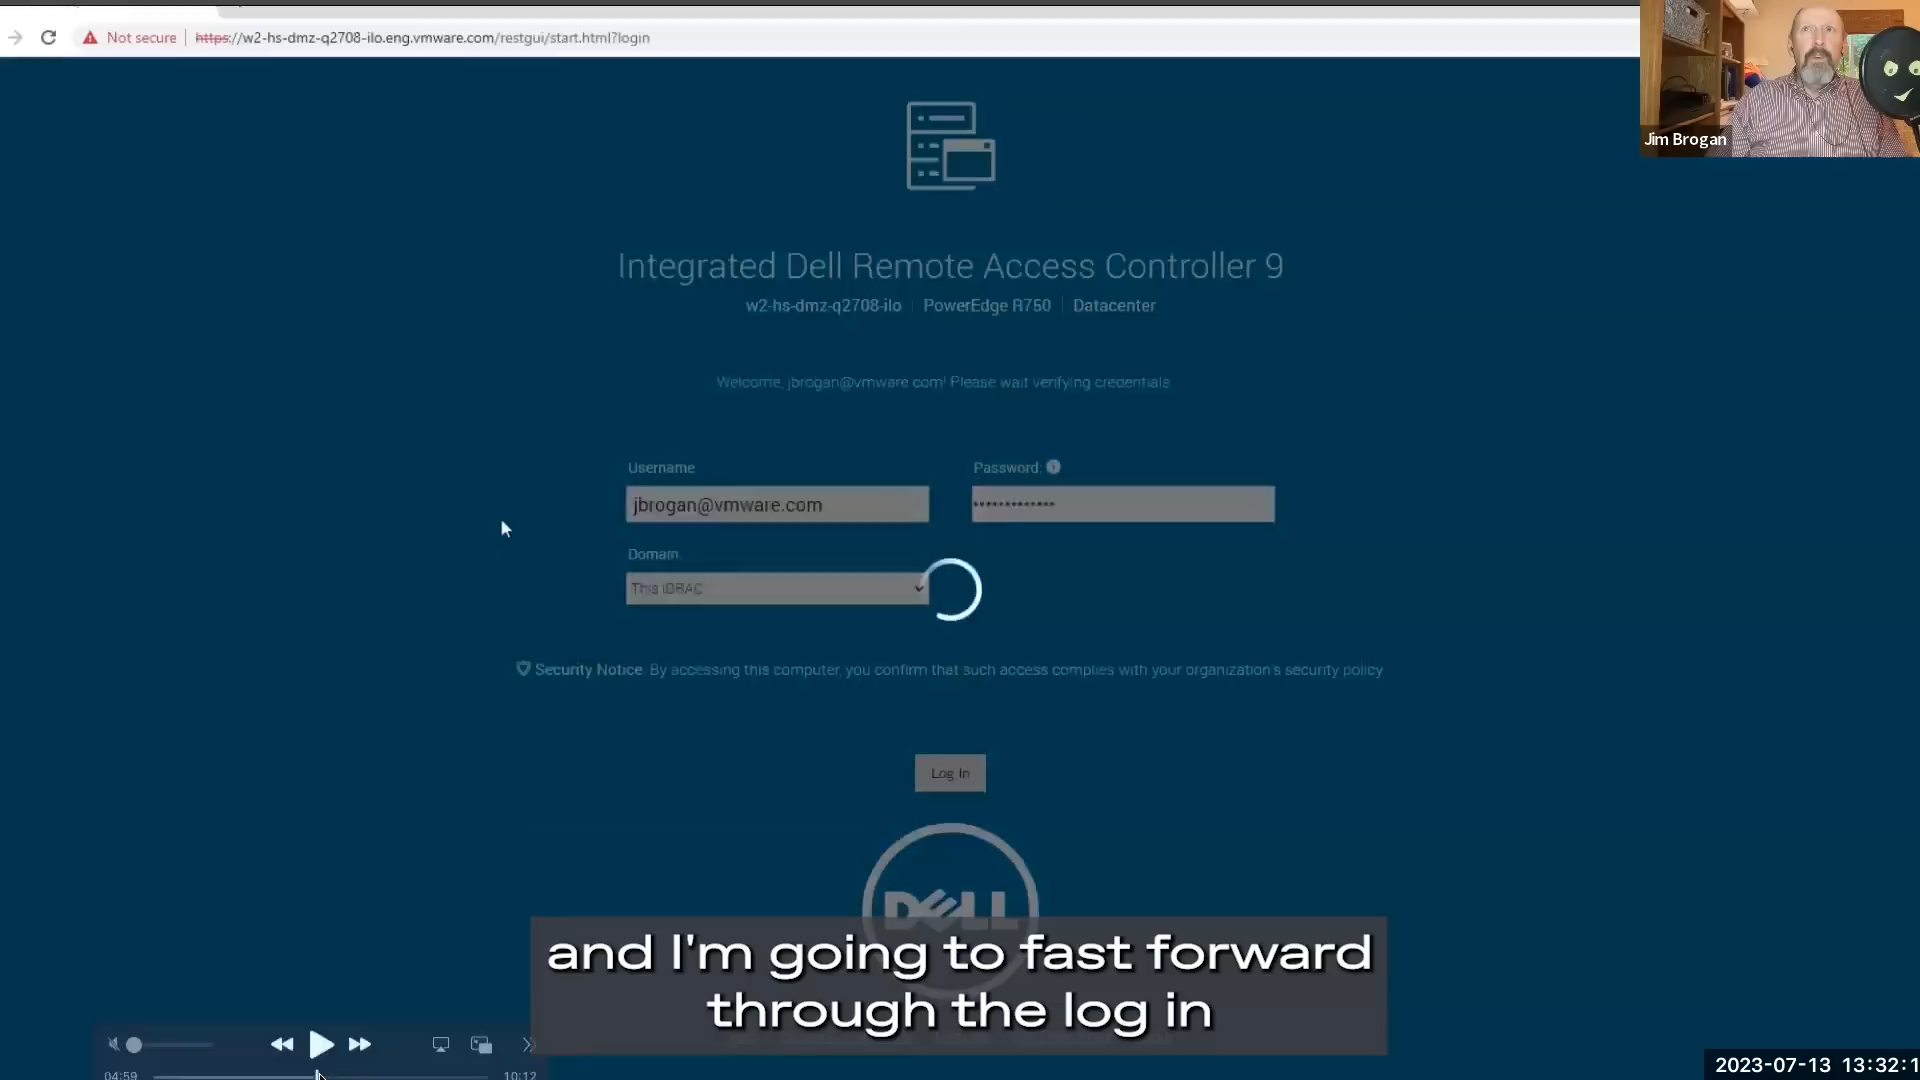 Not secure | https://w2-hs-dmz-q2708-ilo.eng.vmware.com/restgui/start.html?login
Jim Brogan
Integrated Dell Remote Access Controller 9
w2-hs-dmz-q2708-ilo | PowerEdge R750 | Datacenter
Welcome, jbrogan@vmware.com! Please wait verifying credentials
Username
Password:
jbrogan@vmware.com
•••••••••••••
Domain:
This iDRAC
Security Notice: By accessing this computer, you confirm that such access complies with your organization's security policy
Log In
DELL
and I'm going to fast forward
through the log in
04:59
10:12
2023-07-13 13:32:1